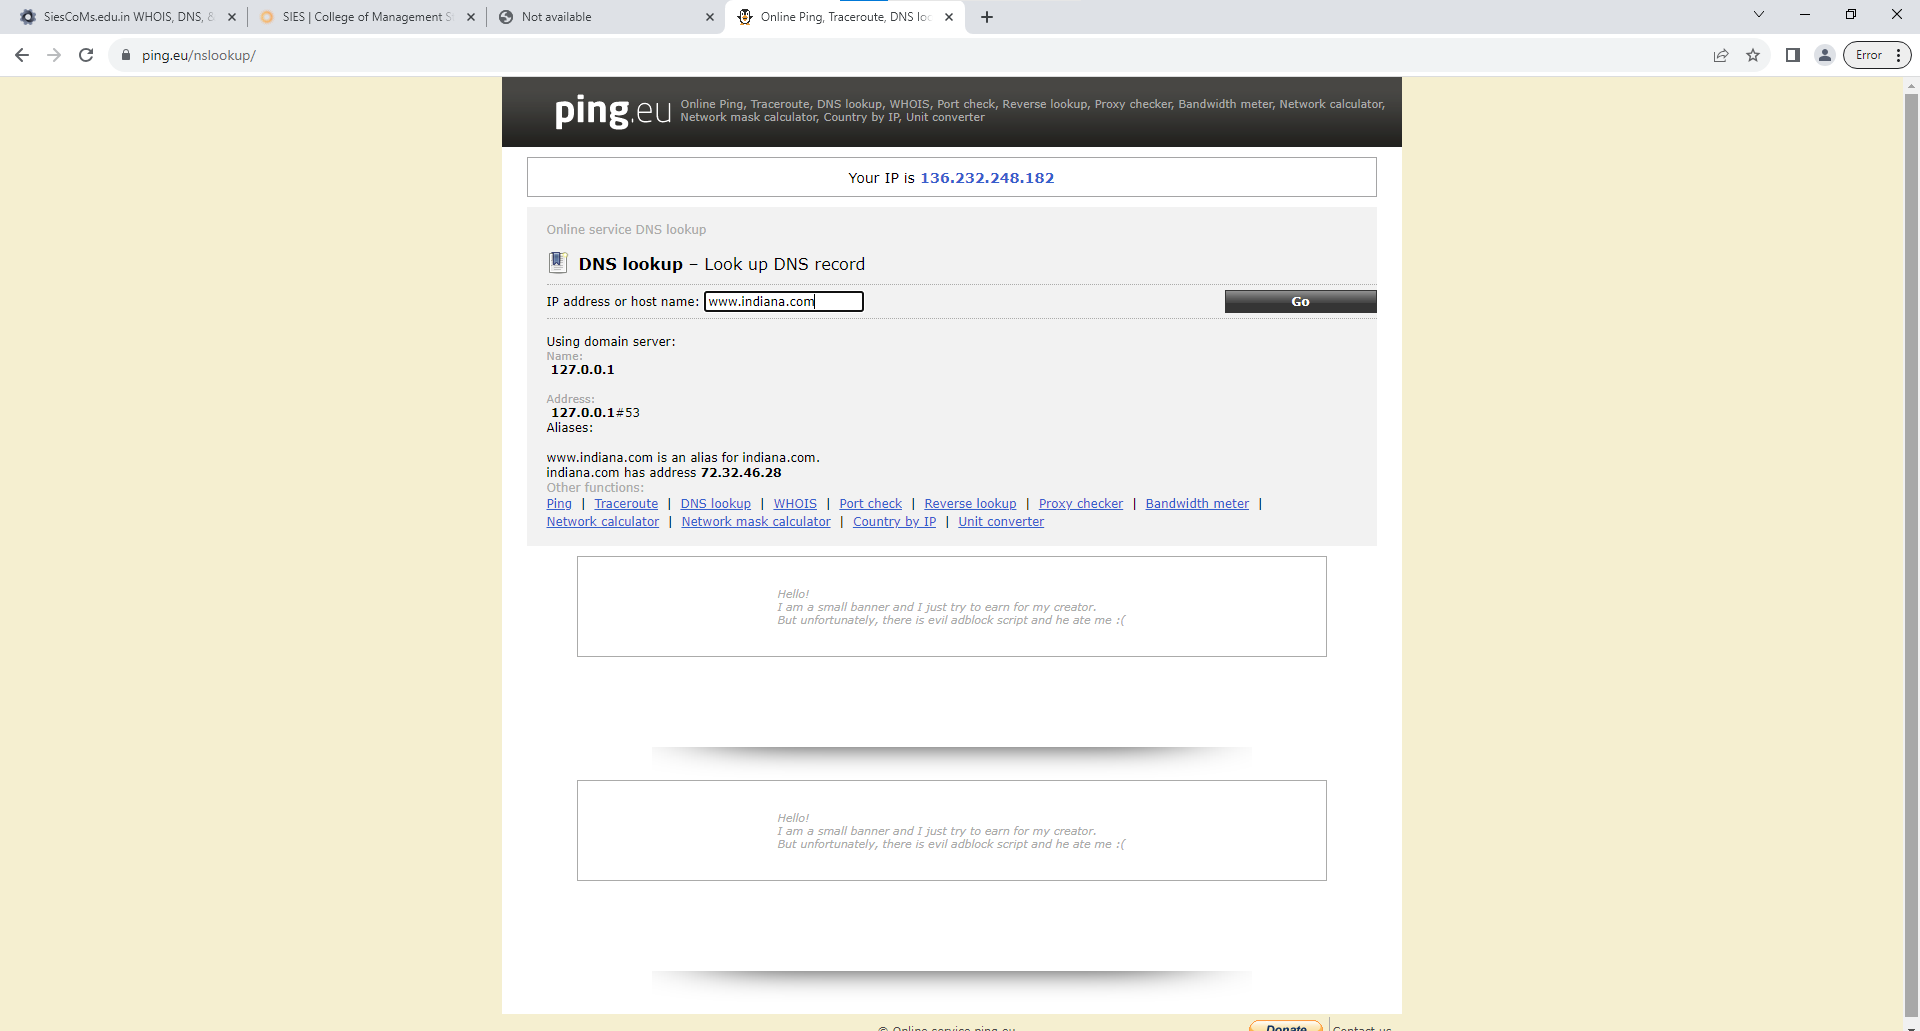 SiesCoMs.edu.in WHOIS, DNS, &
SIES | College of Management S
Not available
Online Ping, Traceroute, DNS loo
ping.eu/nslookup/
Error
ping.eu
Online Ping, Traceroute, DNS lookup, WHOIS, Port check, Reverse lookup, Proxy checker, Bandwidth meter, Network calculator,
Network mask calculator, Country by IP, Unit converter
Your IP is 136.232.248.182
Online service DNS lookup
DNS lookup – Look up DNS record
IP address or host name: www.indiana.com
Go
Using domain server:
Name:
127.0.0.1
Address:
127.0.0.1#53
Aliases:
www.indiana.com is an alias for indiana.com.
indiana.com has address 72.32.46.28
Other functions:
Ping | Traceroute | DNS lookup | WHOIS | Port check | Reverse lookup | Proxy checker | Bandwidth meter |
Network calculator | Network mask calculator | Country by IP | Unit converter
Hello!
I am a small banner and I just try to earn for my creator.
But unfortunately, there is evil adblock script and he ate me :(
Hello!
I am a small banner and I just try to earn for my creator.
But unfortunately, there is evil adblock script and he ate me :(
© Online service ping.eu
Donate
Contact us